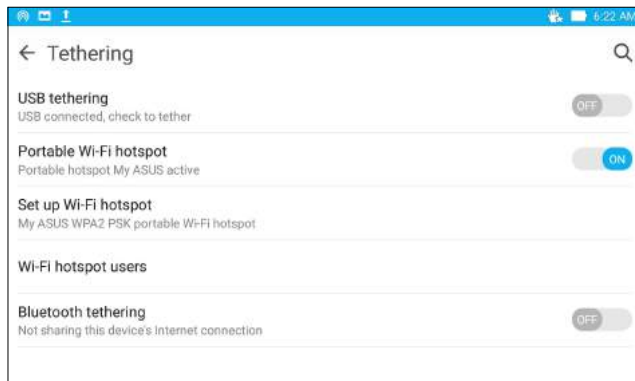 6:22 AM
Tethering
USB tethering
OFF
USB connected, check to tether
Portable Wi-Fi hotspot
ON
Portable hotspot My ASUS active
Set up Wi-Fi hotspot
My ASUS WPA2 PSK portable Wi-Fi hotspot
Wi-Fi hotspot users
Bluetooth tethering
OFF
Not sharing this device's Internet connection